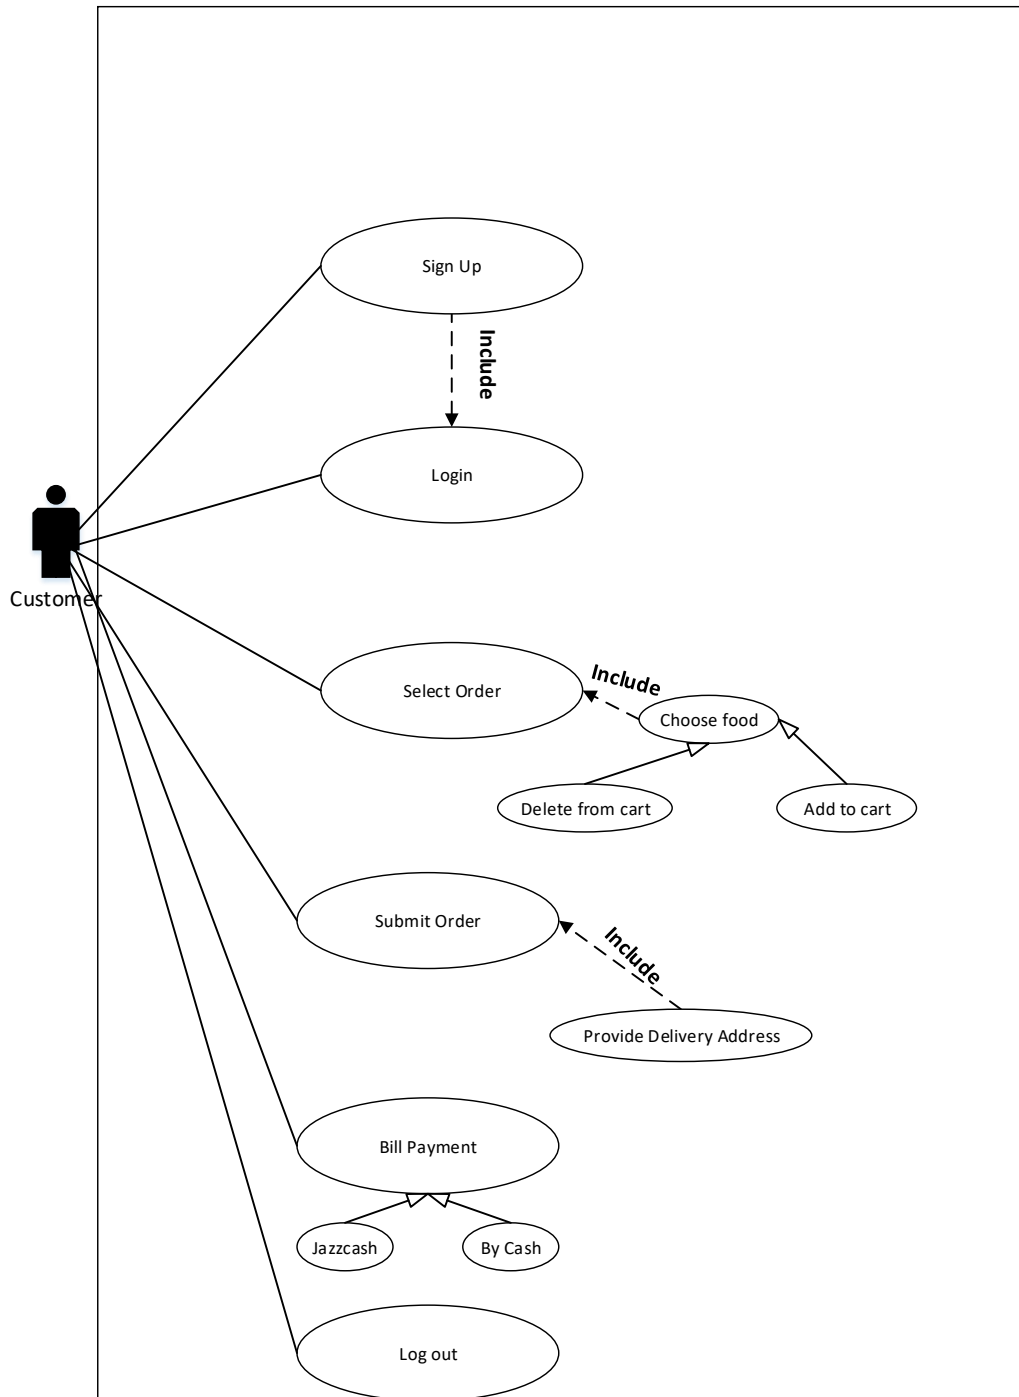 Sign Up
Include
Login
Customer
Select Order
Include
Choose food
Delete from cart
Add to cart
Submit Order
Include
Provide Delivery Address
Bill Payment
Jazzcash
By Cash
Log out